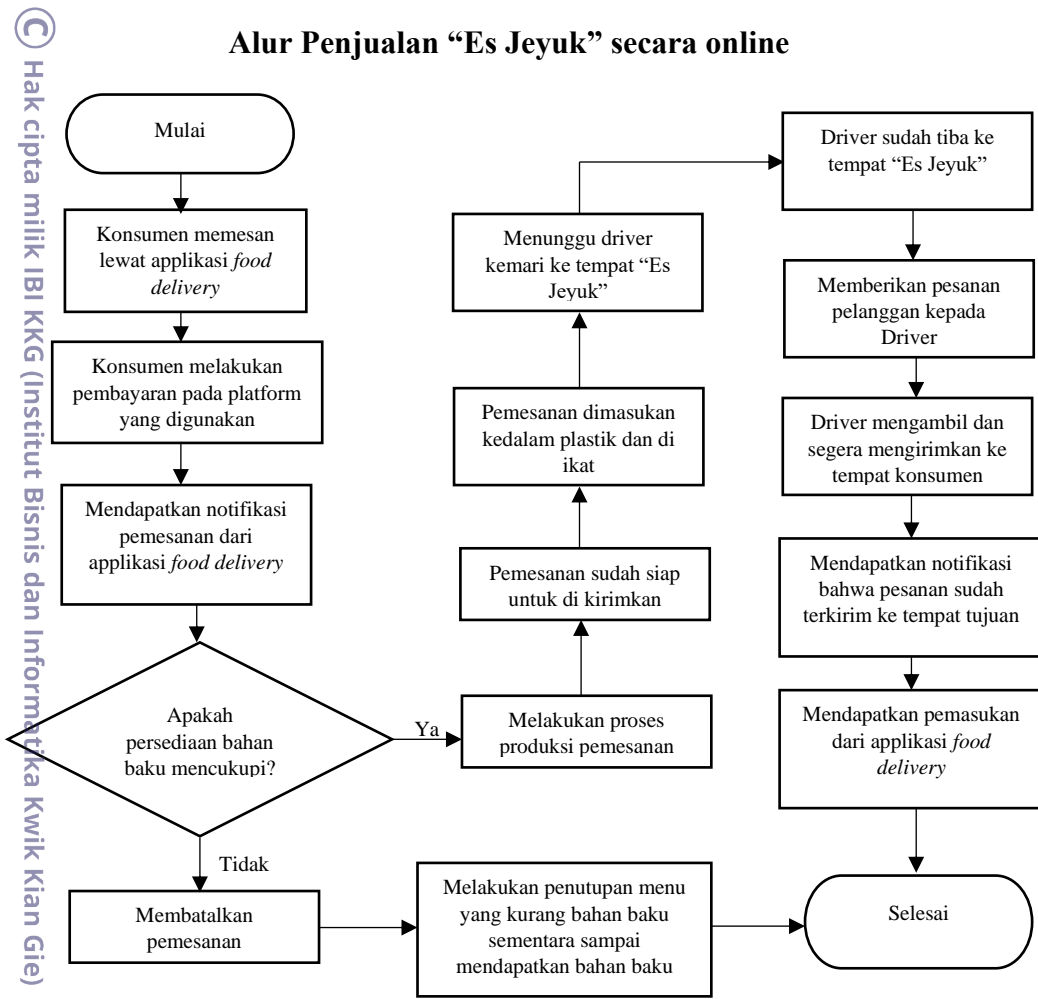 Alur Penjualan “Es Jeyuk” secara online
© Hak cipta milik IBI KKG (Institut Bisnis dan Informatika Kwik Kian Gie)
Mulai
Konsumen memesan
lewat applikasi food
delivery
Konsumen melakukan
pembayaran pada platform
yang digunakan
Mendapatkan notifikasi
pemesanan dari
applikasi food delivery
Apakah
persediaan bahan
baku mencukupi?
Ya
Melakukan proses
produksi pemesanan
Pemesanan sudah siap
untuk di kirimkan
Pemesanan dimasukan
kedalam plastik dan di
ikat
Menunggu driver
kemari ke tempat “Es
Jeyuk”
Driver sudah tiba ke
tempat “Es Jeyuk”
Memberikan pesanan
pelanggan kepada
Driver
Driver mengambil dan
segera mengirimkan ke
tempat konsumen
Mendapatkan notifikasi
bahwa pesanan sudah
terkirim ke tempat tujuan
Mendapatkan pemasukan
dari applikasi food
delivery
Tidak
Membatalkan
pemesanan
Melakukan penutupan menu
yang kurang bahan baku
sementara sampai
mendapatkan bahan baku
Selesai